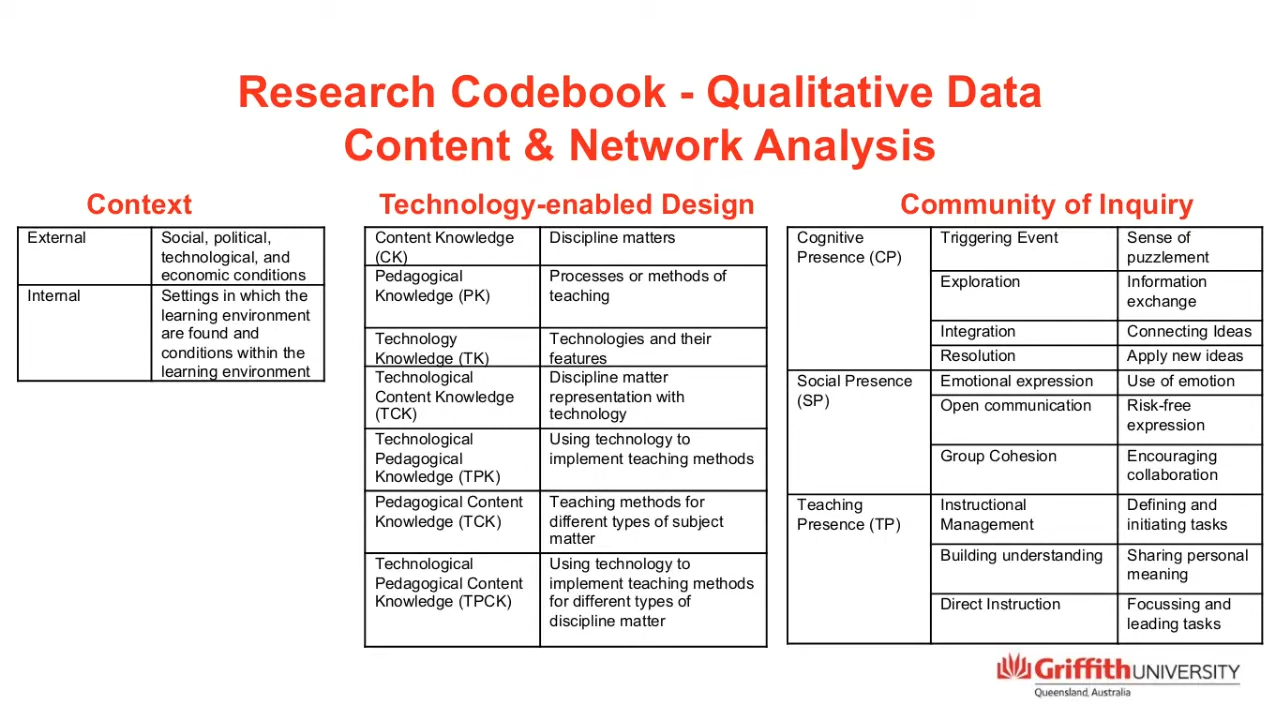 Research Codebook - Qualitative Data
Content & Network Analysis
Context
External
Social, political,
technological, and
economic conditions
Internal
Settings in which the
learning environment
are found and
conditions within the
learning environment
Technology-enabled Design
Content Knowledge
(CK)
Discipline matters
Pedagogical
Knowledge (PK)
Processes or methods of
teaching
Technology
Knowledge (TK)
Technologies and their
features
Technological
Content Knowledge
(TCK)
Discipline matter
representation with
technology
Technological
Pedagogical
Knowledge (TPK)
Using technology to
implement teaching methods
Pedagogical Content
Knowledge (TCK)
Teaching methods for
different types of subject
matter
Technological
Pedagogical Content
Knowledge (TPCK)
Using technology to
implement teaching methods
for different types of
discipline matter
Community of Inquiry
Cognitive
Presence (CP)
Triggering Event
Sense of
puzzlement
Exploration
Information
exchange
Integration
Connecting Ideas
Resolution
Apply new ideas
Social Presence
(SP)
Emotional expression
Use of emotion
Open communication
Risk-free
expression
Group Cohesion
Encouraging
collaboration
Teaching
Presence (TP)
Instructional
Management
Defining and
initiating tasks
Building understanding
Sharing personal
meaning
Direct Instruction
Focussing and
leading tasks
Griffith UNIVERSITY
Queensland, Australia